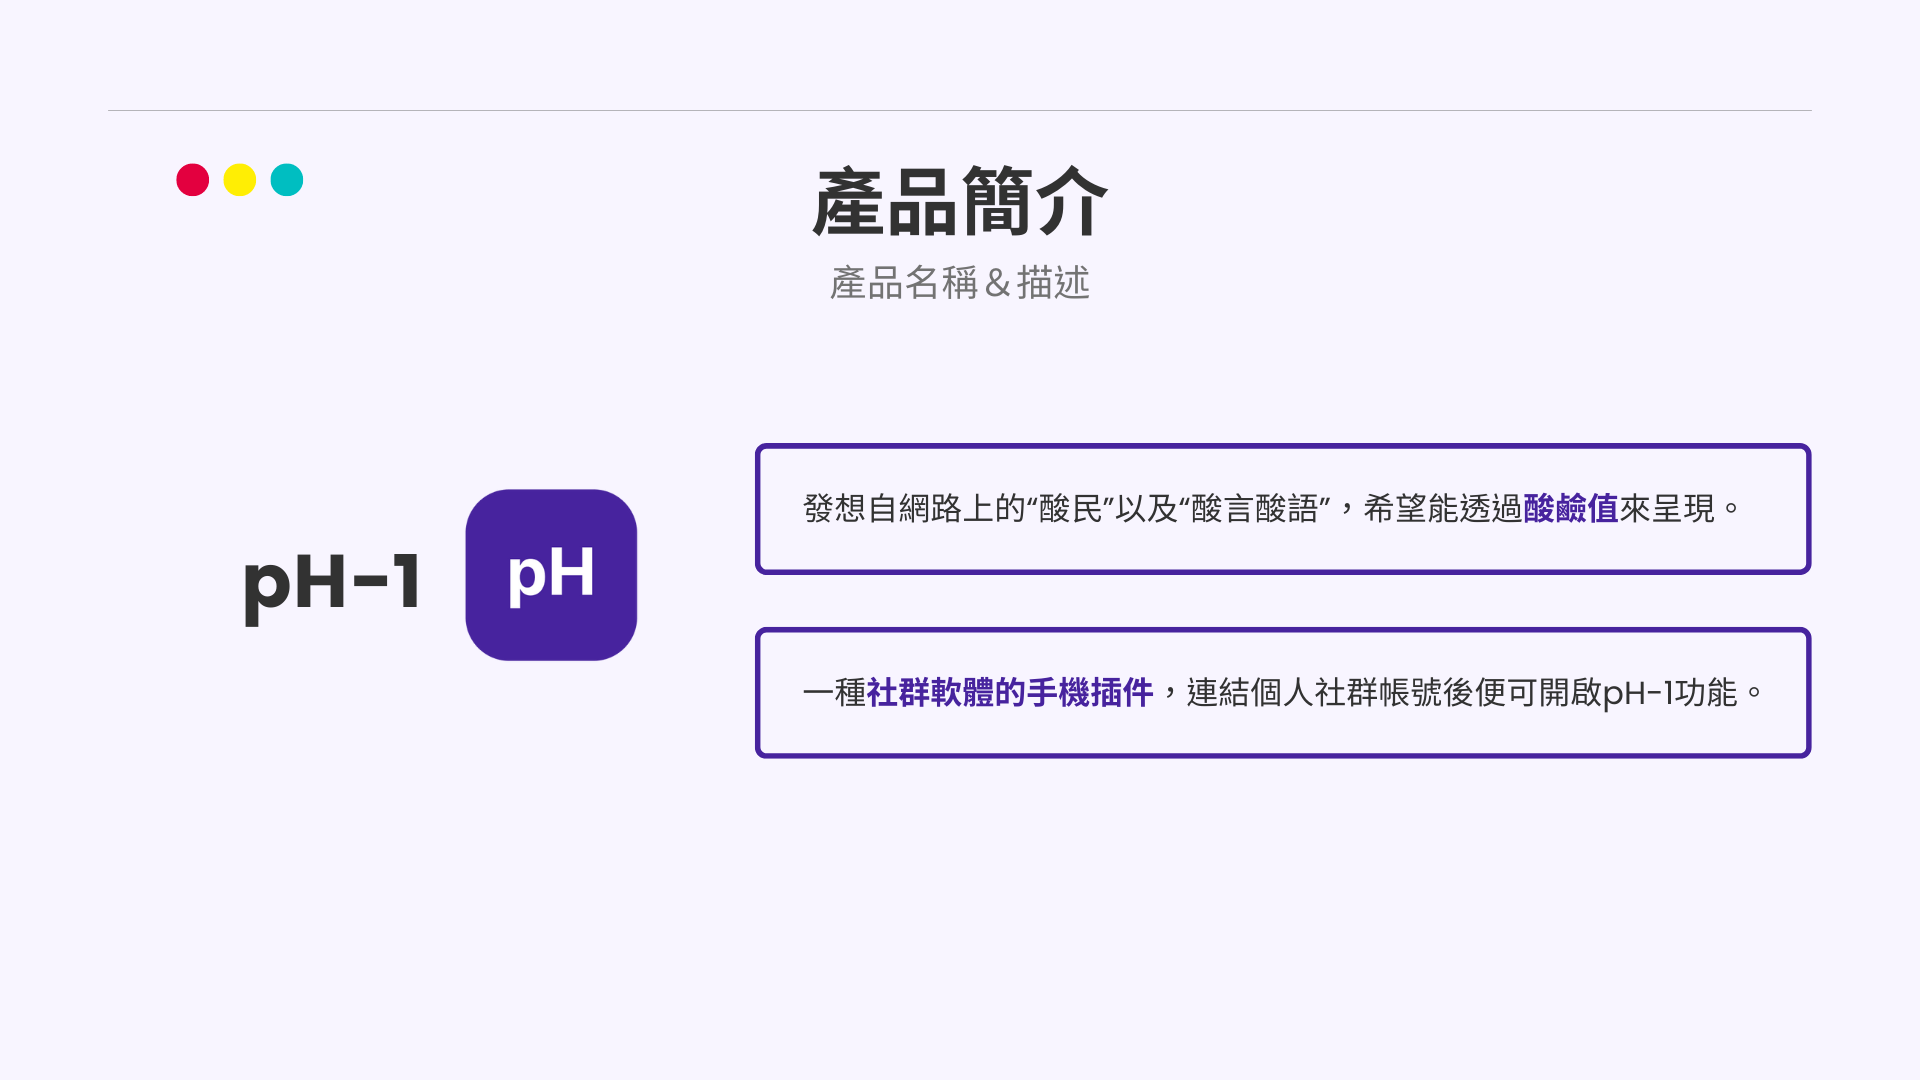 產品簡介
產品名稱＆描述
pH-1
pH
發想自網路上的“酸民”以及“酸言酸語”，希望能透過酸鹼值來呈現。
一種社群軟體的手機插件，連結個人社群帳號後便可開啟pH-1功能。